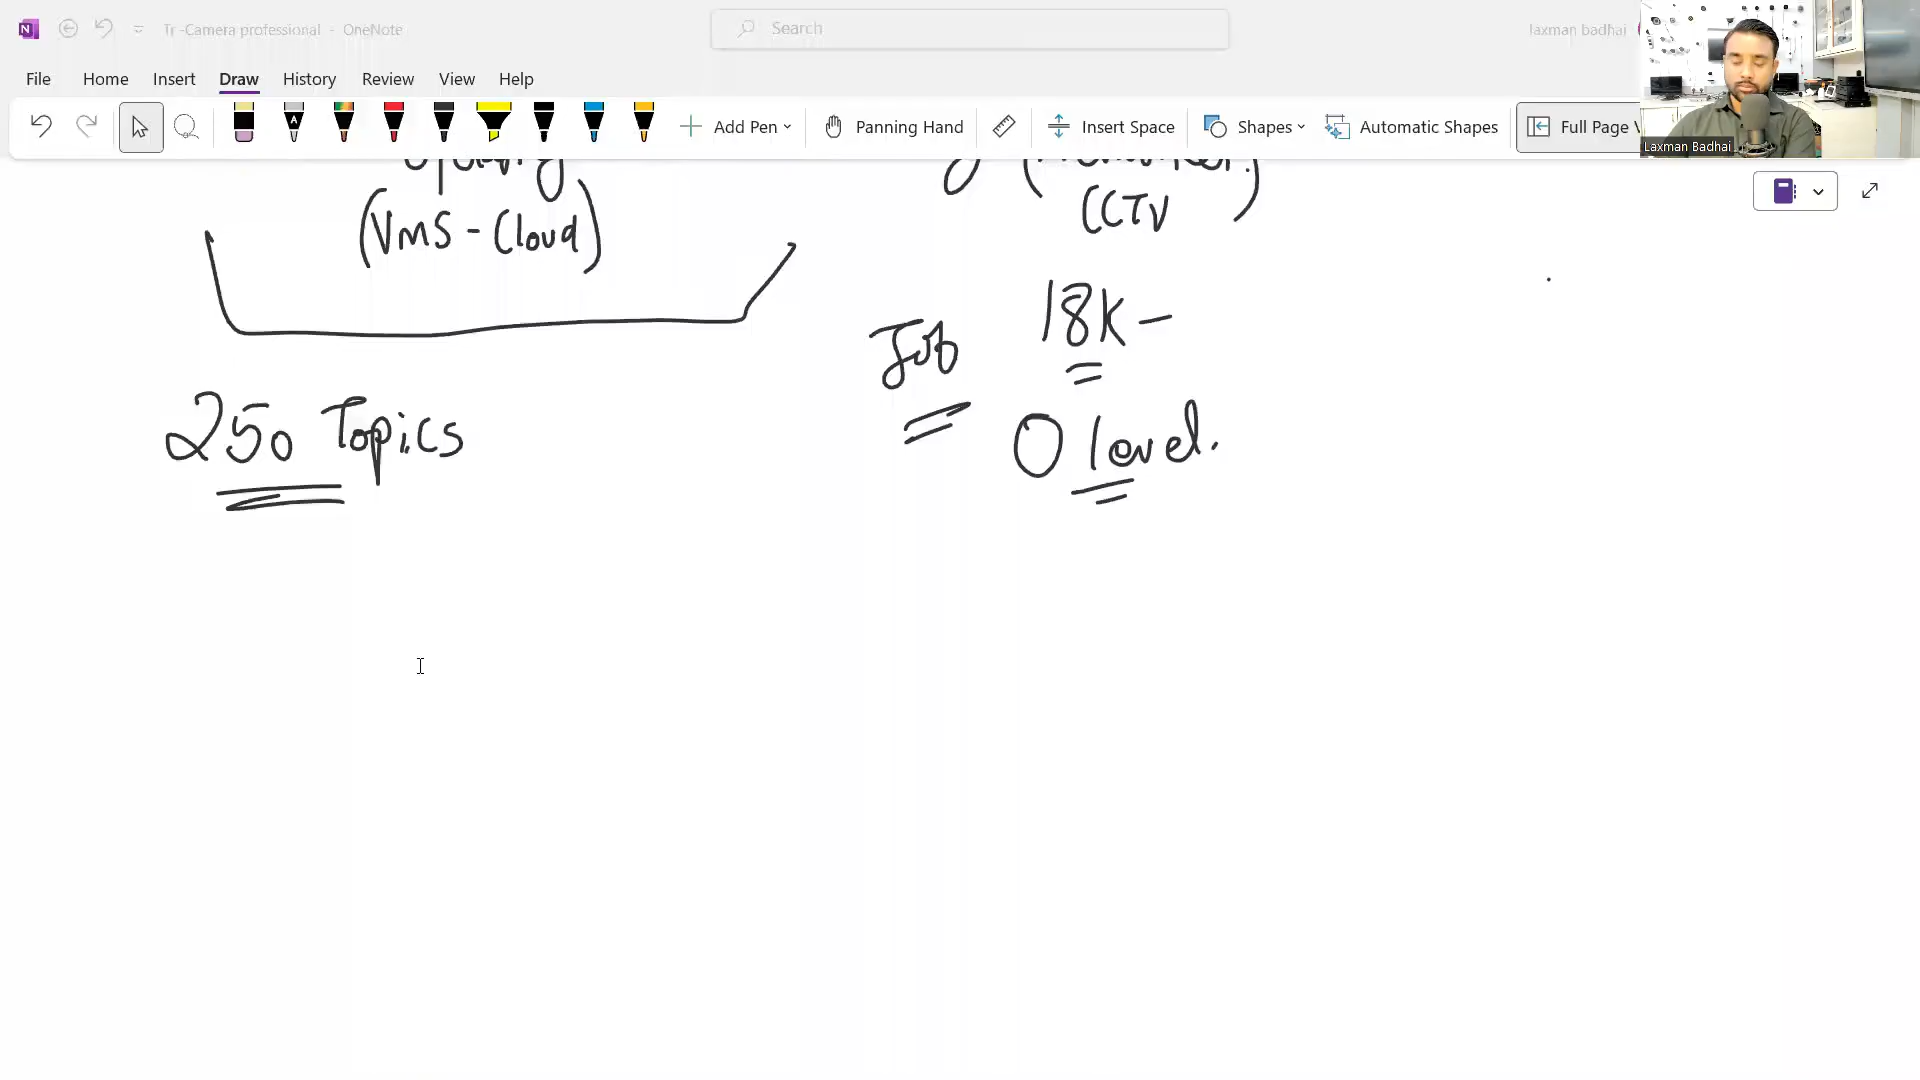 Tr -Camera professional - OneNote
Search
laxman badhai
File Home Insert Draw History Review View Help
Add Pen
Panning Hand
Insert Space
Shapes
Automatic Shapes
Full Page
Laxman Badhai
(VmS - Cloud)
CCTV
18K -
Job
250 Topics
0 level.